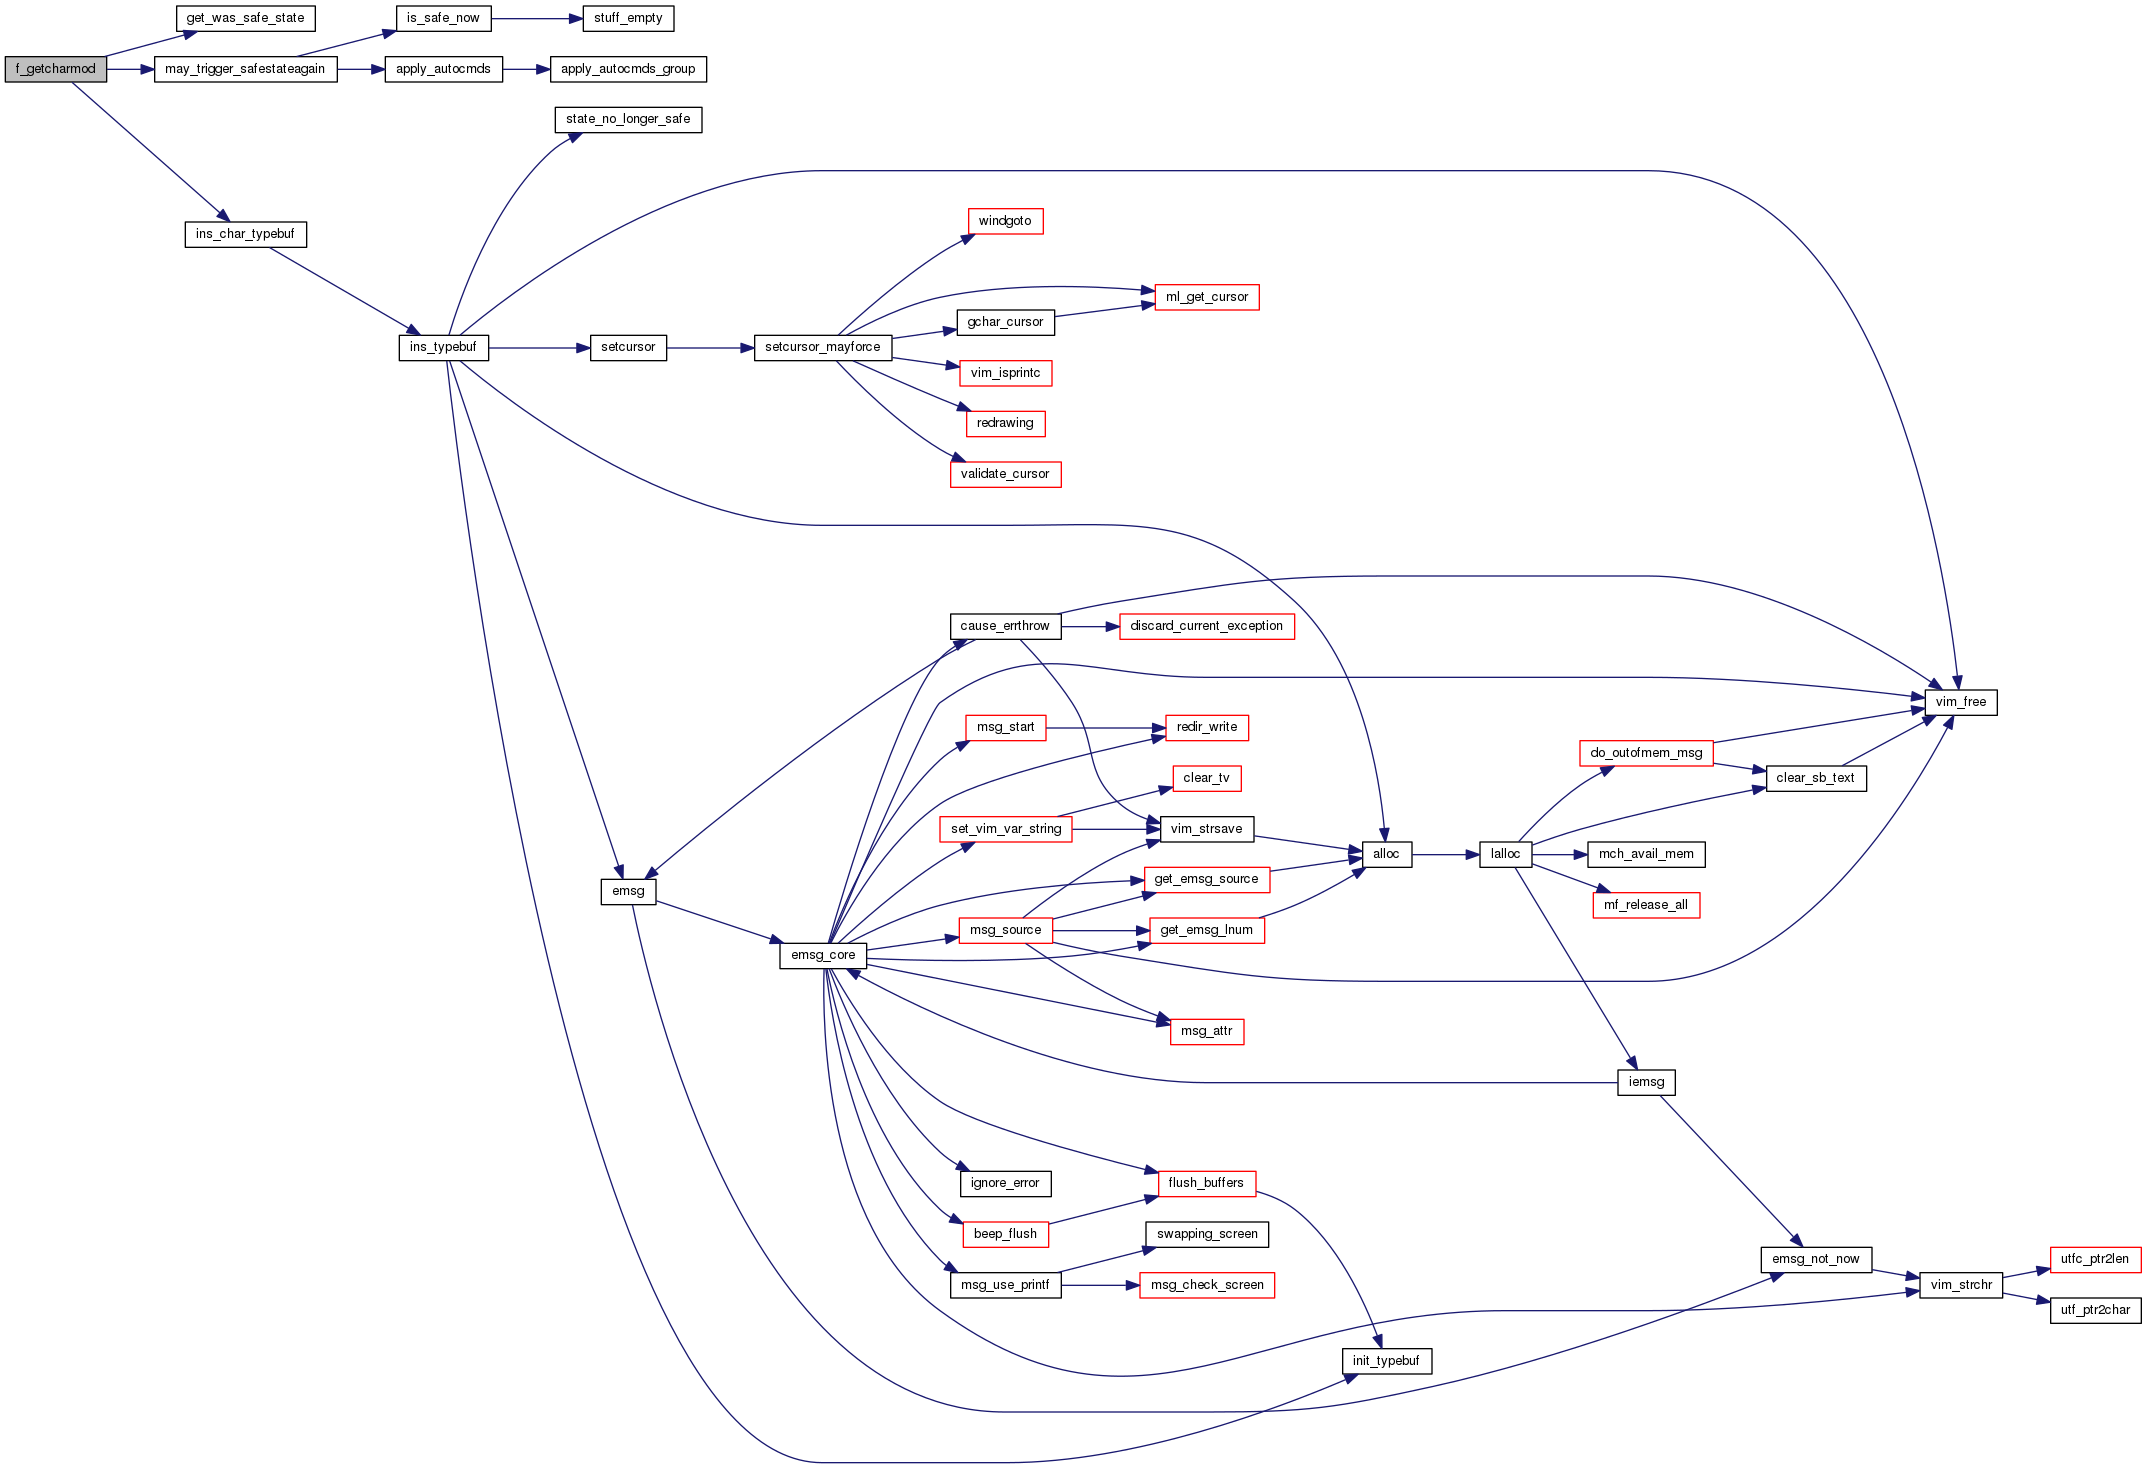 get_was_safe_state
is_safe_now
stuff_empty
f_getcharmod
may_trigger_safestateagain
apply_autocmds
apply_autocmds_group
state_no_longer_safe
ins_char_typebuf
windgoto
ml_get_cursor
gchar_cursor
ins_typebuf
setcursor
setcursor_mayforce
vim_isprintc
redrawing
validate_cursor
cause_errthrow
discard_current_exception
vim_free
msg_start
redir_write
do_outofmem_msg
clear_tv
clear_sb_text
set_vim_var_string
vim_strsave
alloc
lalloc
mch_avail_mem
get_emsg_source
emsg
mf_release_all
msg_source
get_emsg_lnum
emsg_core
msg_attr
iemsg
ignore_error
flush_buffers
beep_flush
swapping_screen
emsg_not_now
utfc_ptr2len
msg_use_printf
msg_check_screen
vim_strchr
utf_ptr2char
init_typebuf